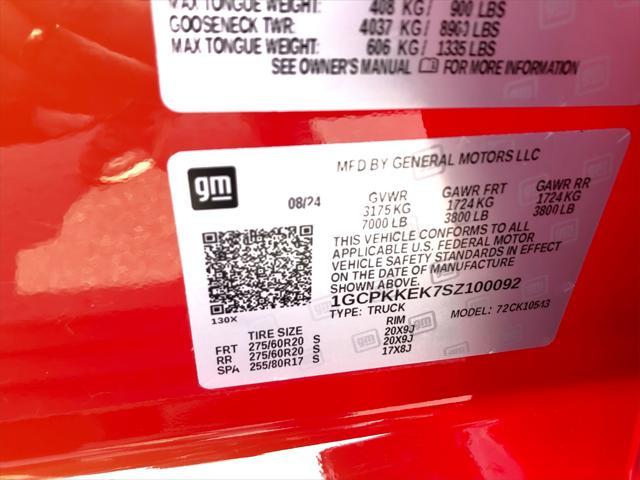 MAX TONGUE WEIGHT: 408 KG/ 900 LBS
GOOSENECK TWR: 4037 KG/ 8900 LBS
MAX TONGUE WEIGHT: 606 KG/ 1335 LBS
SEE OWNER'S MANUAL FOR MORE INFORMATION
gm
MFD BY GENERAL MOTORS LLC
08/24
GVWR GAWR FRT GAWR RR
3175 KG 1724 KG 1724 KG
7000 LB 3800 LB 3800 LB
THIS VEHICLE CONFORMS TO ALL
APPLICABLE U.S. FEDERAL MOTOR
VEHICLE SAFETY STANDARDS IN EFFECT
ON THE DATE OF MANUFACTURE
SHOWN ABOVE.
1GCPKKEK7SZ100092
TYPE: TRUCK MODEL: 72CK10543
130X
TIRE SIZE RIM
FRT 275/60R20 S 20X9J
RR 275/60R20 S 20X9J
SPA 255/80R17 S 17X8J